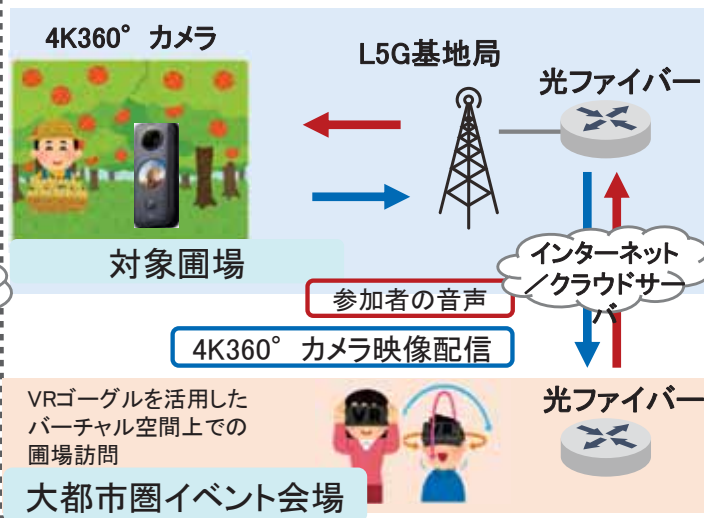 4K360°カメラ
L5G基地局
光ファイバー
対象圃場
インターネット
／クラウドサー
バ
参加者の音声
4K360°カメラ映像配信
VRゴーグルを活用した
バーチャル空間上での
圃場訪問
VR
光ファイバー
大都市圏イベント会場